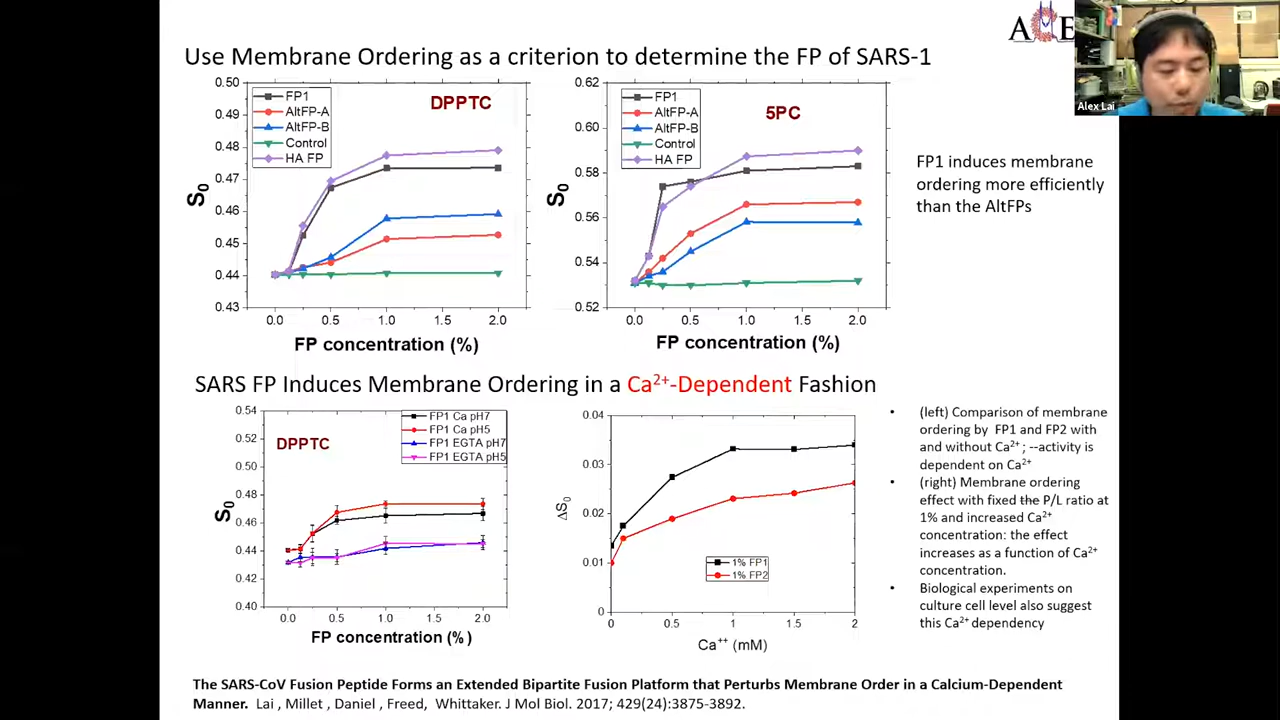 ACE
Alex Lai
Use Membrane Ordering as a criterion to determine the FP of SARS-1
0.50
0.49
0.48
0.47
0.46
0.45
0.44
0.43
S₀
FP1
AltFP-A
AltFP-B
Control
HA FP
DPPTC
0.0 0.5 1.0 1.5 2.0
FP concentration (%)
0.62
0.60
0.58
0.56
0.54
0.52
S₀
FP1
AltFP-A
AltFP-B
Control
HA FP
5PC
0.0 0.5 1.0 1.5 2.0
FP concentration (%)
FP1 induces membrane
ordering more efficiently
than the AltFPs
SARS FP Induces Membrane Ordering in a Ca²⁺-Dependent Fashion
0.54
0.52
0.50
0.48
0.46
0.44
0.42
0.40
S₀
DPPTC
FP1 Ca pH7
FP1 Ca pH5
FP1 EGTA pH7
FP1 EGTA pH5
0.0 0.5 1.0 1.5 2.0
FP concentration (%)
0.04
0.03
0.02
0.01
0
ΔS₀
1% FP1
1% FP2
0 0.5 1 1.5 2
Ca⁺⁺ (mM)
• (left) Comparison of membrane
ordering by FP1 and FP2 with
and without Ca²⁺ ; --activity is
dependent on Ca²⁺
• (right) Membrane ordering
effect with fixed the P/L ratio at
1% and increased Ca²⁺
concentration: the effect
increases as a function of Ca²⁺
concentration.
• Biological experiments on
culture cell level also suggest
this Ca²⁺ dependency
The SARS-CoV Fusion Peptide Forms an Extended Bipartite Fusion Platform that Perturbs Membrane Order in a Calcium-Dependent
Manner. Lai , Millet , Daniel , Freed, Whittaker. J Mol Biol. 2017; 429(24):3875-3892.